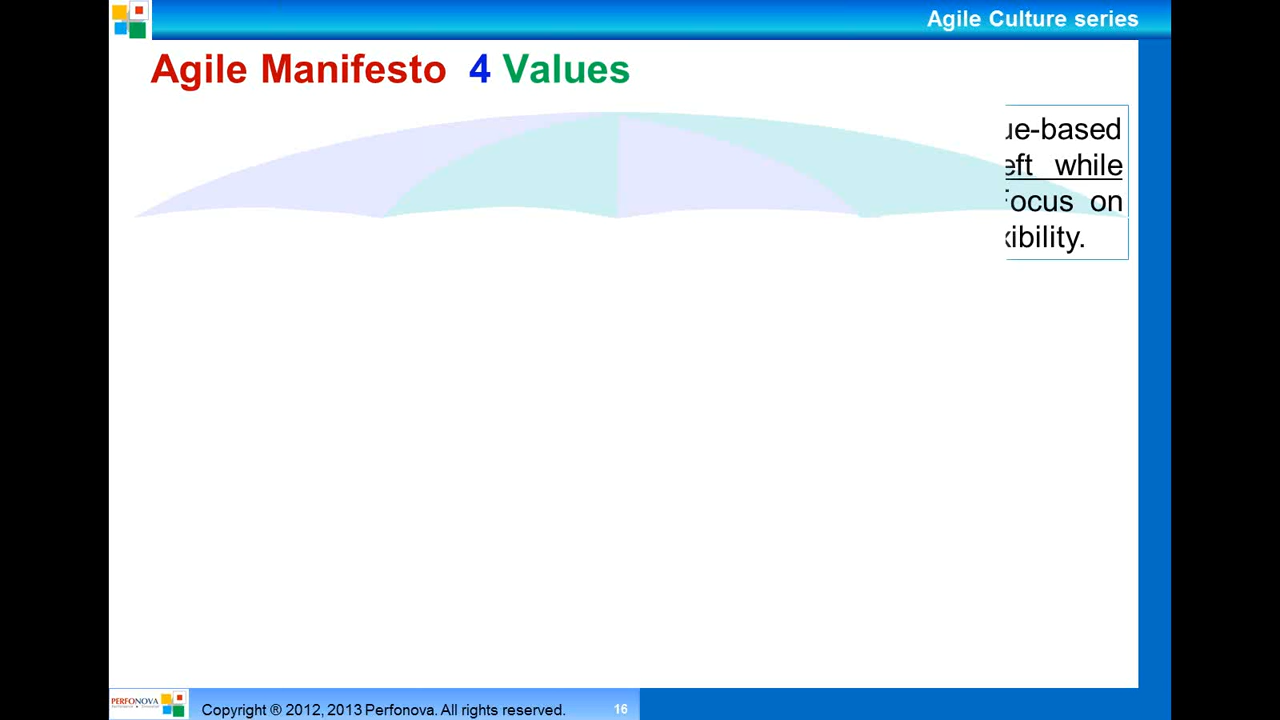 Agile Culture series
Agile Manifesto 4 Values
ue-based
eft while
Focus on
xibility.
PERFONOVA
Copyright ® 2012, 2013 Perfonova. All rights reserved.
16